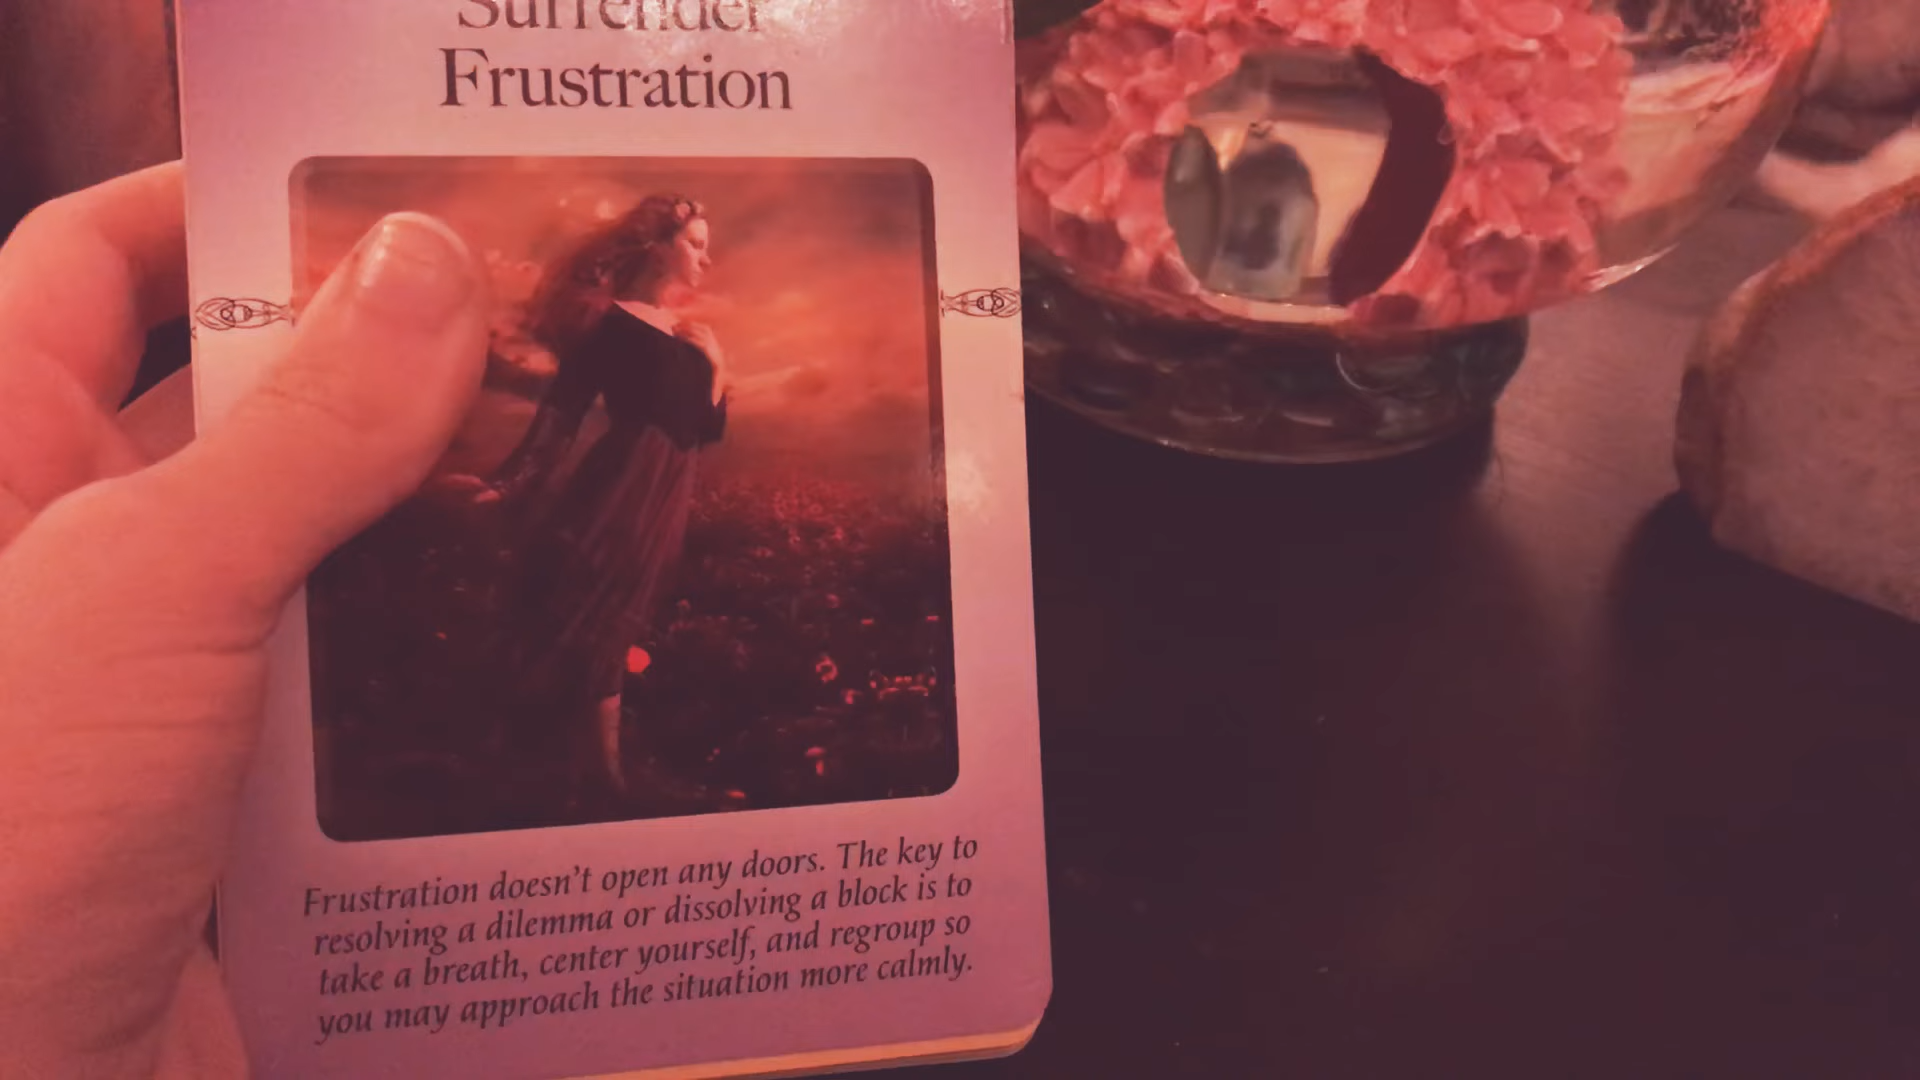 Surrender
Frustration
Frustration doesn't open any doors. The key to
resolving a dilemma or dissolving a block is to
take a breath, center yourself, and regroup so
you may approach the situation more calmly.